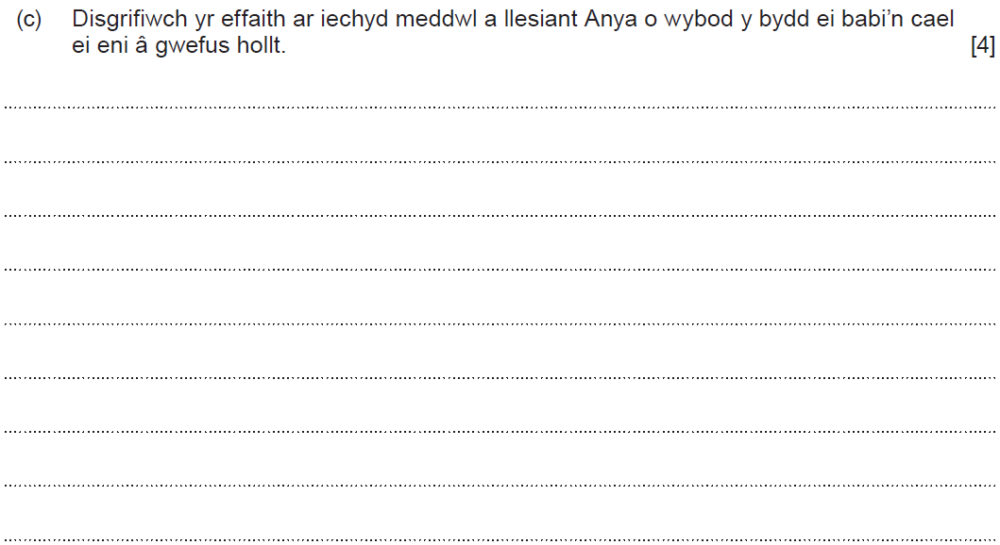 (c) Disgrifiwch yr effaith ar iechyd meddwl a llesiant Anya o wybod y bydd ei babi’n cael
ei eni â gwefus hollt. [4]